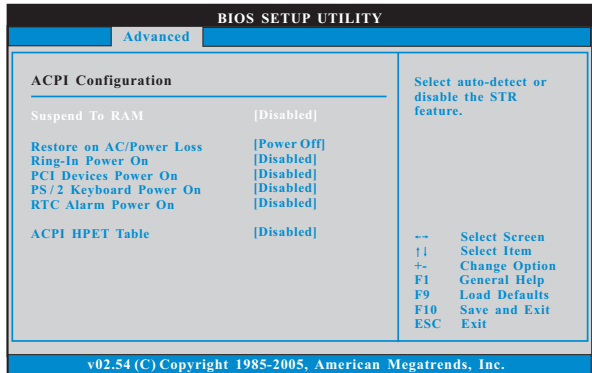 BIOS SETUP UTILITY
Advanced
ACPI Configuration
Suspend To RAM [Disabled]
Restore on AC/Power Loss [Power Off]
Ring-In Power On [Disabled]
PCI Devices Power On [Disabled]
PS/2 Keyboard Power On [Disabled]
RTC Alarm Power On [Disabled]
ACPI HPET Table [Disabled]
Select auto-detect or
disable the STR
feature.
←→ Select Screen
↑↓ Select Item
+- Change Option
F1 General Help
F9 Load Defaults
F10 Save and Exit
ESC Exit
v02.54 (C) Copyright 1985-2005, American Megatrends, Inc.